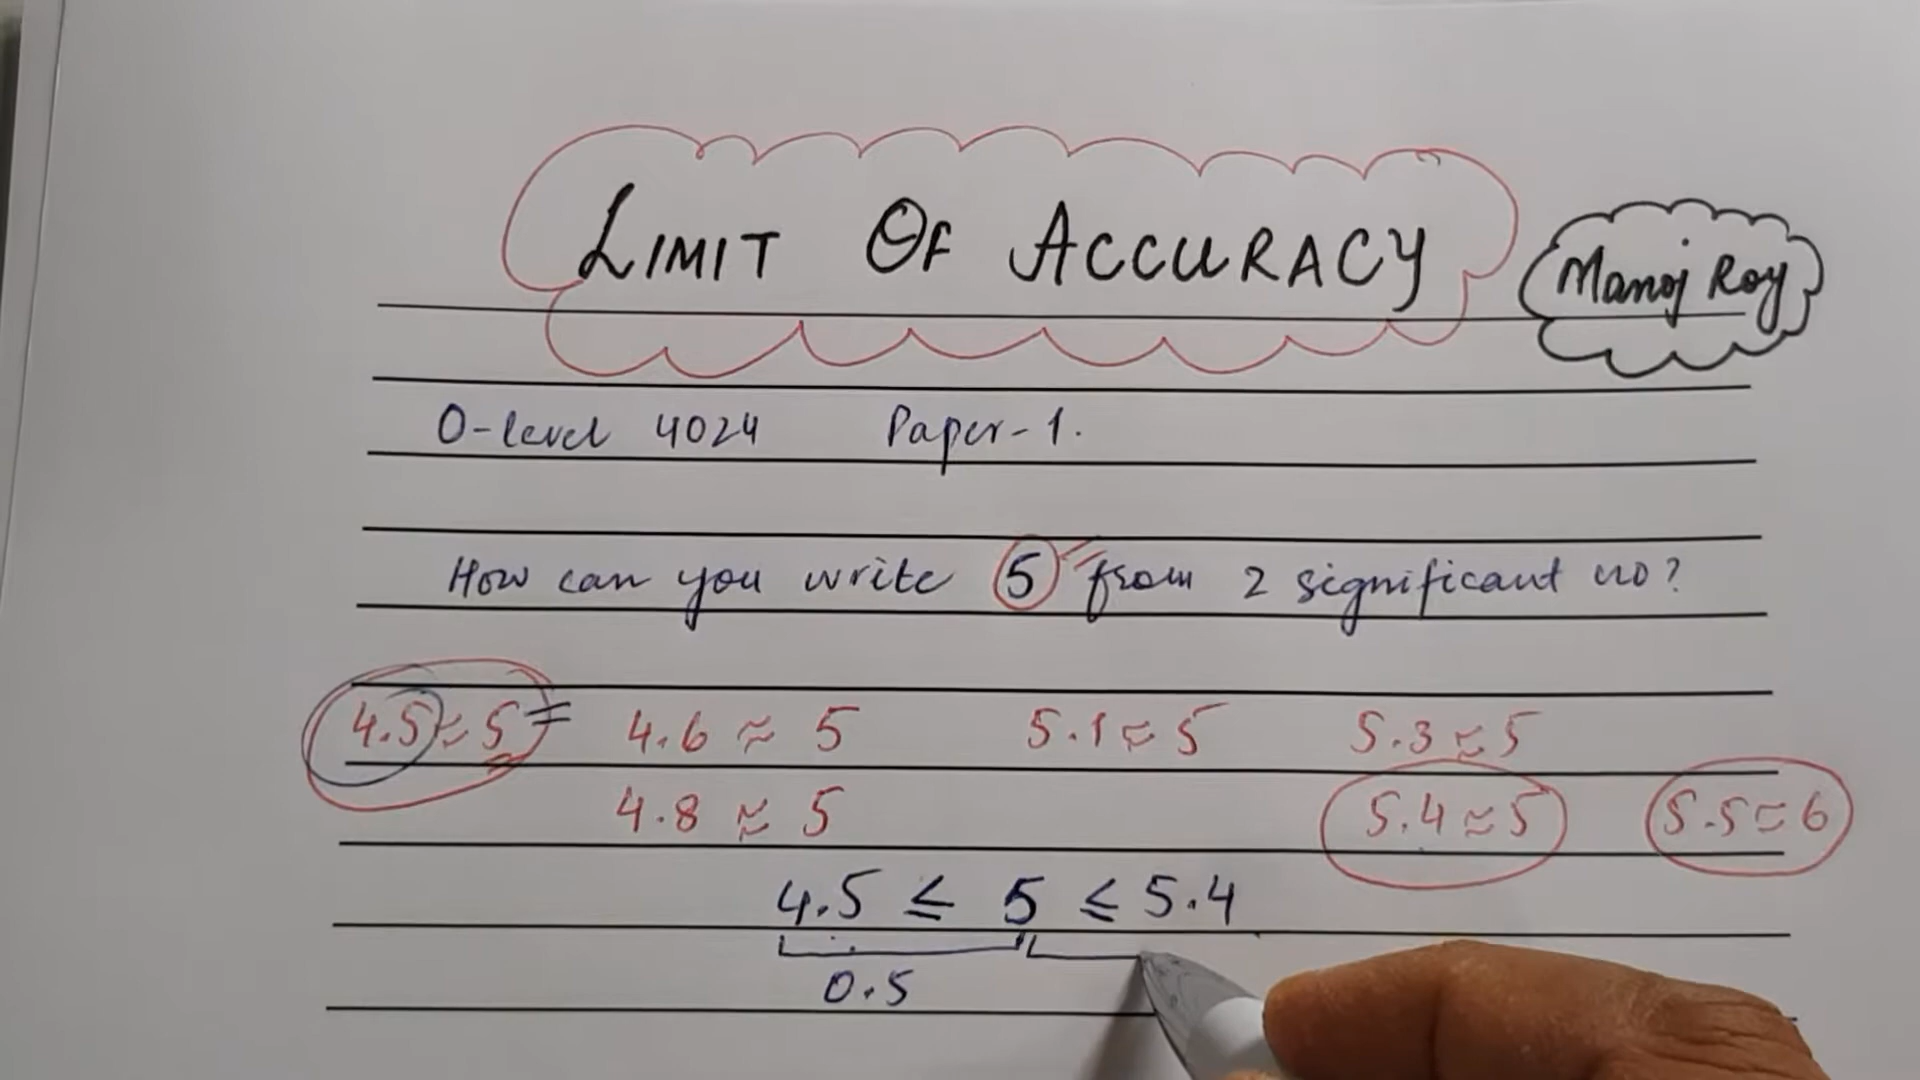 LIMIT OF ACCURACY
Manoj Roy
O-level 4024 Paper-1.
How can you write 5 from 2 significant no?
4.5 ≈ 5 = 4.6 ≈ 5 5.1 ≈ 5 5.3 ≈ 5
4.8 ≈ 5 5.4 ≈ 5 5.5 ≈ 6
4.5 ≤ 5 ≤ 5.4
0.5